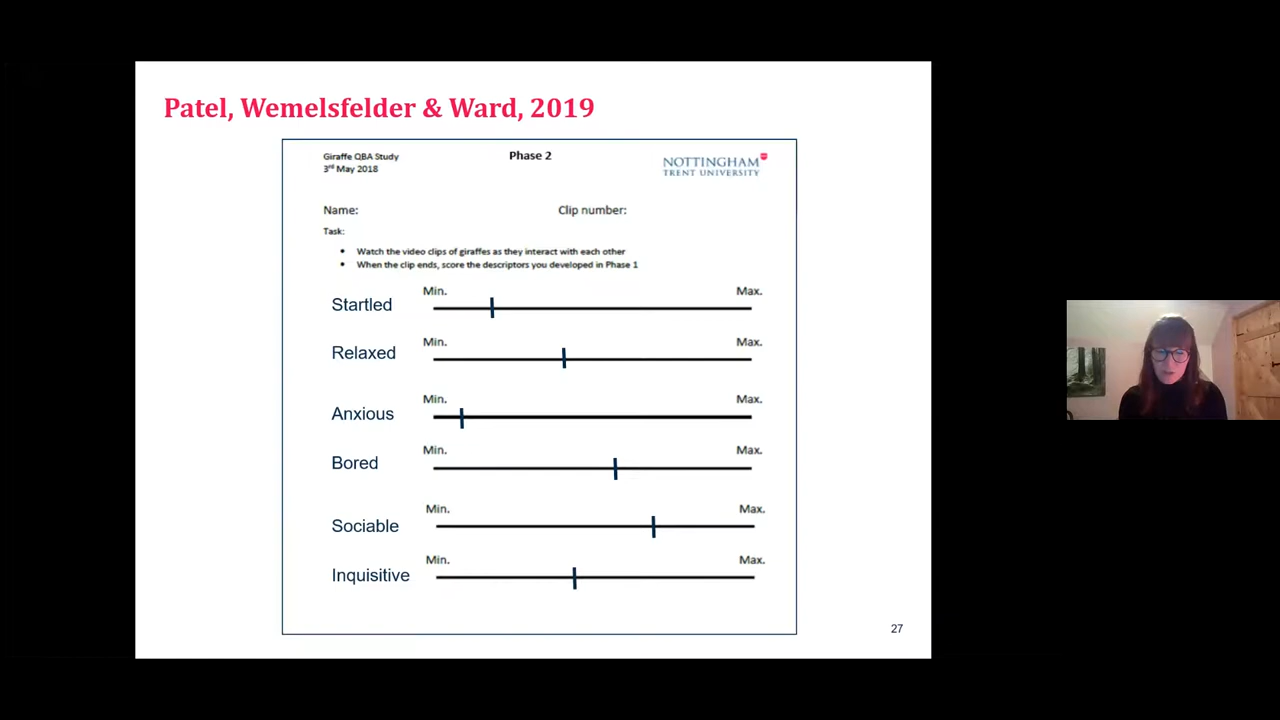 Patel, Wemelsfelder & Ward, 2019
Giraffe QBA Study
Phase 2
NOTTINGHAM
3rd May 2018
TRENT UNIVERSITY
Name:
Clip number:
Task:
• Watch the video clips of giraffes as they interact with each other
• When the clip ends, score the descriptors you developed in Phase 1
Min.
Max.
Startled
Min.
Max.
Relaxed
Min.
Max.
Anxious
Min.
Max.
Bored
Min.
Max.
Sociable
Min.
Max.
Inquisitive
27